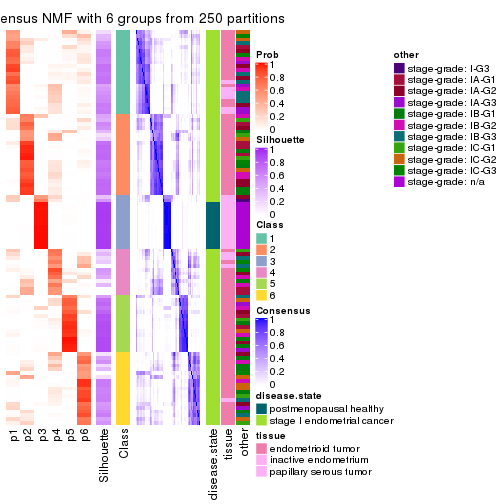 ensus NMF with 6 groups from 250 partitions
Prob
1
0.8
0.6
0.4
0.2
0
Silhouette
1
0.8
0.6
0.4
0.2
0
Class
1
2
3
4
5
6
Consensus
1
0.8
0.6
0.4
0.2
0
disease.state
postmenopausal healthy
stage I endometrial cancer
tissue
endometrioid tumor
inactive endometrium
papillary serous tumor
other
stage-grade: I-G3
stage-grade: IA-G1
stage-grade: IA-G2
stage-grade: IA-G3
stage-grade: IB-G1
stage-grade: IB-G2
stage-grade: IB-G3
stage-grade: IC-G1
stage-grade: IC-G2
stage-grade: IC-G3
stage-grade: n/a
p1
p2
p3
p4
p5
p6
Silhouette
Class
disease.state
tissue
other